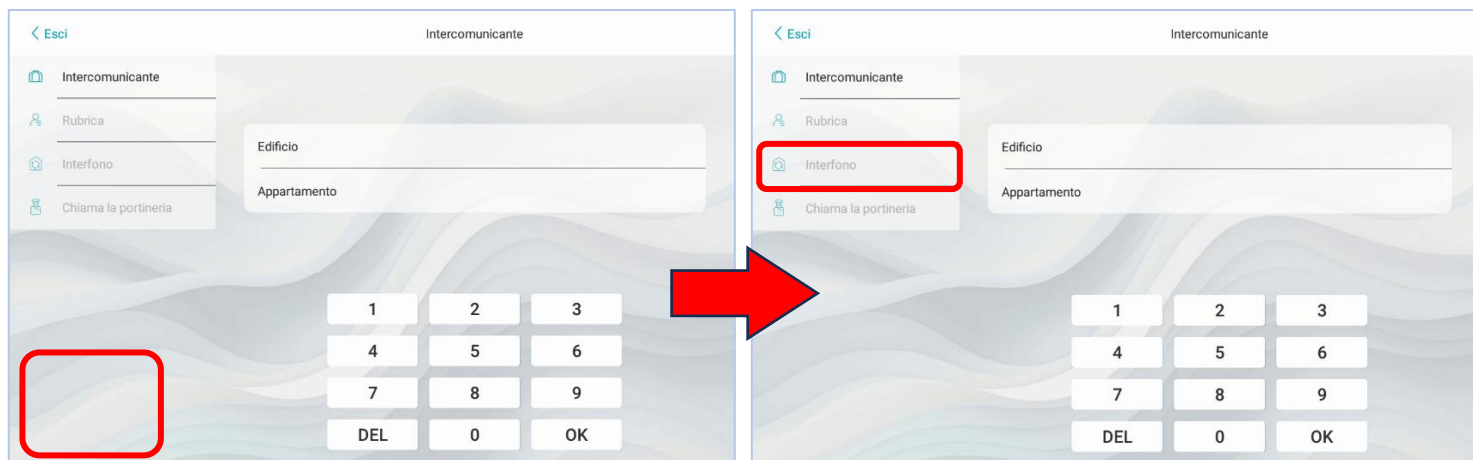 Esci
Intercomunicante
Intercomunicante
Rubrica
Interfono
Chiama la portineria
Edificio
Appartamento
1 2 3
4 5 6
7 8 9
DEL 0 OK
Esci
Intercomunicante
Intercomunicante
Rubrica
Interfono
Chiama la portineria
Edificio
Appartamento
1 2 3
4 5 6
7 8 9
DEL 0 OK